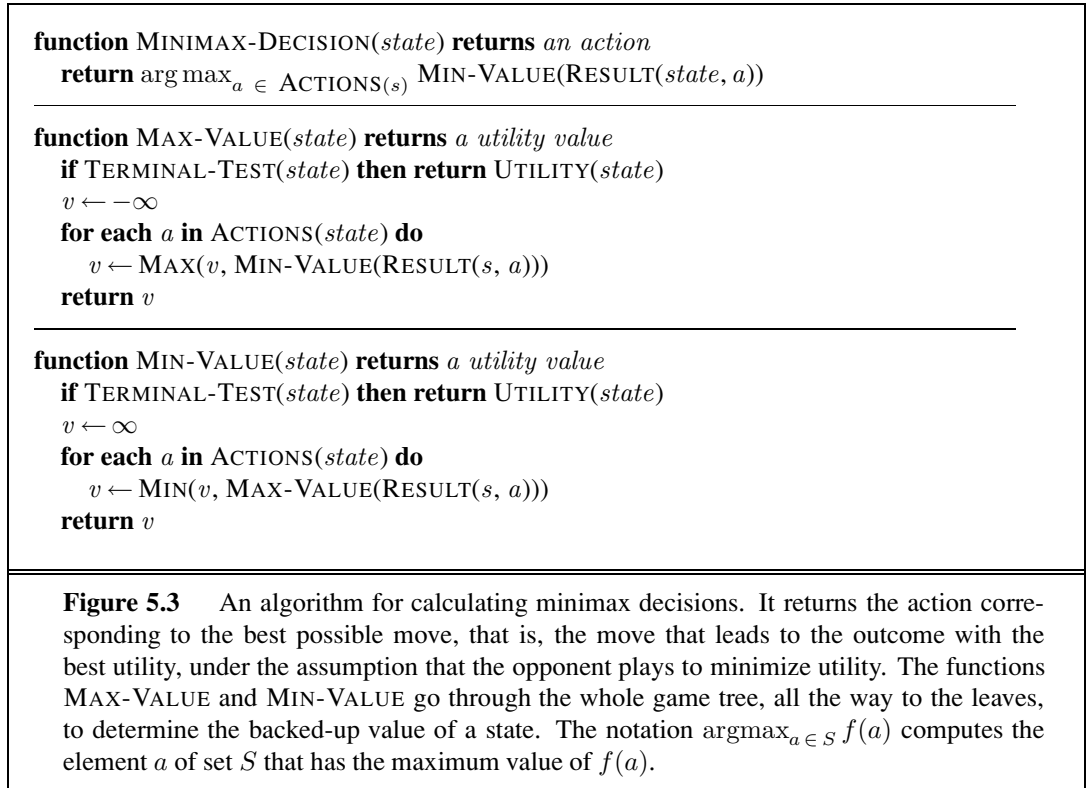 function MINIMAX-DECISION(state) returns an action
return arg max a ∈ ACTIONS(s) MIN-VALUE(RESULT(state, a))
function MAX-VALUE(state) returns a utility value
if TERMINAL-TEST(state) then return UTILITY(state)
v ← −∞
for each a in ACTIONS(state) do
v ← MAX(v, MIN-VALUE(RESULT(s, a)))
return v
function MIN-VALUE(state) returns a utility value
if TERMINAL-TEST(state) then return UTILITY(state)
v ← ∞
for each a in ACTIONS(state) do
v ← MIN(v, MAX-VALUE(RESULT(s, a)))
return v
Figure 5.3 An algorithm for calculating minimax decisions. It returns the action corre-
sponding to the best possible move, that is, the move that leads to the outcome with the
best utility, under the assumption that the opponent plays to minimize utility. The functions
MAX-VALUE and MIN-VALUE go through the whole game tree, all the way to the leaves,
to determine the backed-up value of a state. The notation argmax a ∈ S f(a) computes the
element a of set S that has the maximum value of f(a).